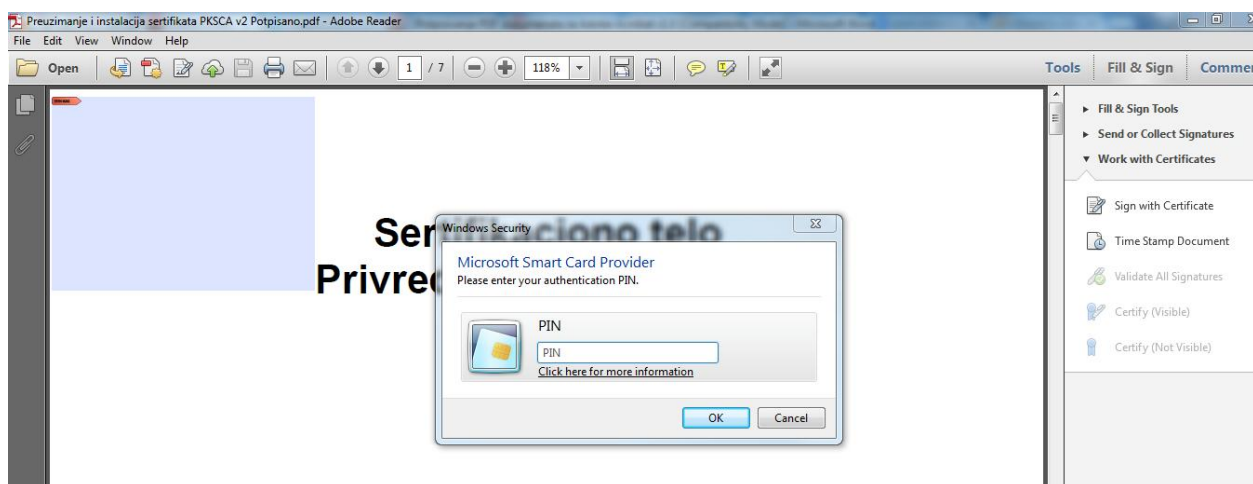 Preuzimanje i instalacija sertifikata PKSCA v2 Potpisano.pdf - Adobe Reader
File Edit View Window Help
Open 1 / 7 118% Tools Fill & Sign Commen
Fill & Sign Tools
Send or Collect Signatures
Work with Certificates
Sign with Certificate
Time Stamp Document
Validate All Signatures
Certify (Visible)
Certify (Not Visible)
Sertifikaciono telo
Privre
Windows Security
Microsoft Smart Card Provider
Please enter your authentication PIN.
PIN
PIN
Click here for more information
OK Cancel